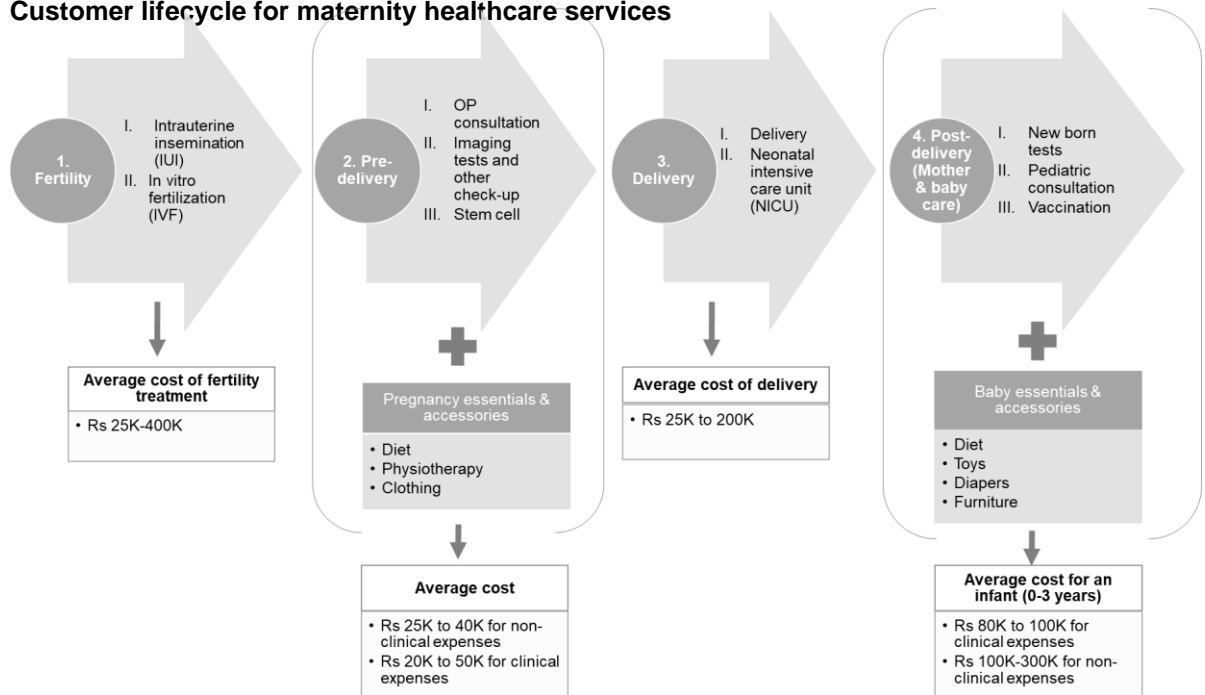 Customer lifecycle for maternity healthcare services
1.
Fertility
I. Intrauterine
insemination
(IUI)
II. In vitro
fertilization
(IVF)
2. Pre-
delivery
I. OP
consultation
II. Imaging
tests and
other
check-up
III. Stem cell
3.
Delivery
I. Delivery
II. Neonatal
intensive
care unit
(NICU)
4. Post-
delivery
(Mother
& baby
care)
I. New born
tests
II. Pediatric
consultation
III. Vaccination
Average cost of fertility
treatment
• Rs 25K-400K
Pregnancy essentials &
accessories
• Diet
• Physiotherapy
• Clothing
Average cost
• Rs 25K to 40K for non-
clinical expenses
• Rs 20K to 50K for clinical
expenses
Average cost of delivery
• Rs 25K to 200K
Baby essentials &
accessories
• Diet
• Toys
• Diapers
• Furniture
Average cost for an
infant (0-3 years)
• Rs 80K to 100K for
clinical expenses
• Rs 100K-300K for non-
clinical expenses